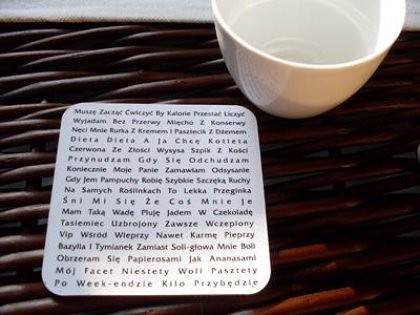 Muszę Zacząć Ćwiczyć By Kalorie Przestać Liczyć
Wyjadam Bez Przerwy Mięcho Z Konserwy
Nęci Mnie Rurka Z Kremem I Pasztecik Z Dżemem
Dieta Dieta A Ja Chcę Kotleta
Czerwona Ze Złości Wysysa Szpik Z Kości
Przynudzam Gdy Się Odchudzam
Koniecznie Moje Panie Zamawiam Odsysanie
Gdy Jem Pampuchy Robię Szybkie Szczęką Ruchy
Na Samych Roślinkach To Lekka Przeginka
Śni Mi Się Że Coś Mnie Je
Mam Taką Wadę Pluję Jadem W Czekoladę
Tasiemiec Uzbrojony Zawsze Wczepiony
Vip Wśród Wieprzy Nawet Karmę Pieprzy
Bazylia I Tymianek Zamiast Soli-głowa Mnie Boli
Obrzeram Się Papierosami Jak Ananasami
Mój Facet Niestety Woli Pasztety
Po Week-endzie Kilo Przybędzie